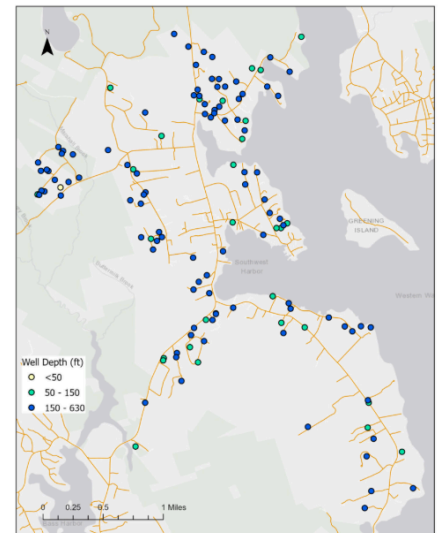 N
GREENING
ISLAND
Southwest
Harbor
Western Wa
Well Depth (ft)
<50
50 - 150
150 - 630
0 0.25 0.5 1 Miles